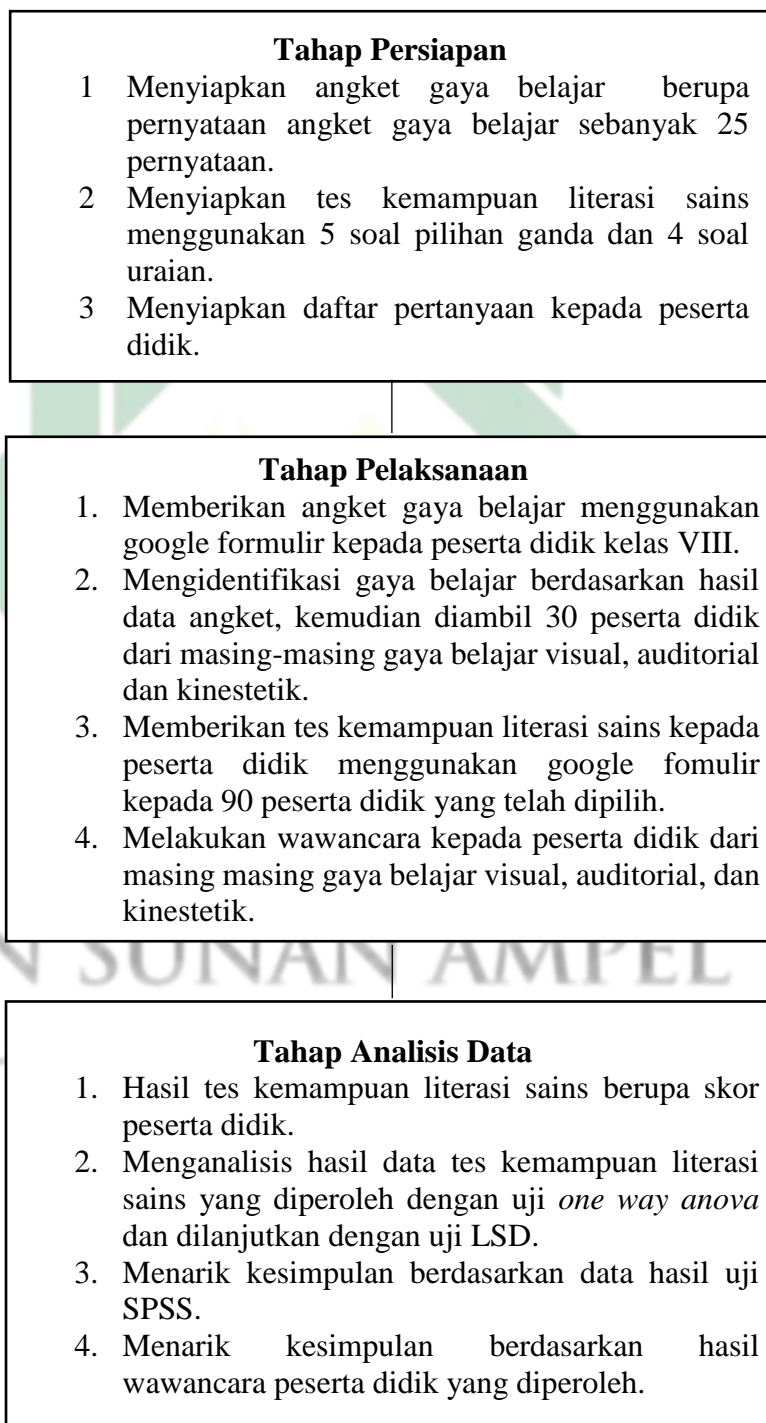 Tahap Persiapan
1 Menyiapkan angket gaya belajar berupa
pernyataan angket gaya belajar sebanyak 25
pernyataan.
2 Menyiapkan tes kemampuan literasi sains
menggunakan 5 soal pilihan ganda dan 4 soal
uraian.
3 Menyiapkan daftar pertanyaan kepada peserta
didik.
Tahap Pelaksanaan
1. Memberikan angket gaya belajar menggunakan
google formulir kepada peserta didik kelas VIII.
2. Mengidentifikasi gaya belajar berdasarkan hasil
data angket, kemudian diambil 30 peserta didik
dari masing-masing gaya belajar visual, auditorial
dan kinestetik.
3. Memberikan tes kemampuan literasi sains kepada
peserta didik menggunakan google fomulir
kepada 90 peserta didik yang telah dipilih.
4. Melakukan wawancara kepada peserta didik dari
masing masing gaya belajar visual, auditorial, dan
kinestetik.
N SUNAN AMPEL
Tahap Analisis Data
1. Hasil tes kemampuan literasi sains berupa skor
peserta didik.
2. Menganalisis hasil data tes kemampuan literasi
sains yang diperoleh dengan uji one way anova
dan dilanjutkan dengan uji LSD.
3. Menarik kesimpulan berdasarkan data hasil uji
SPSS.
4. Menarik kesimpulan berdasarkan hasil
wawancara peserta didik yang diperoleh.